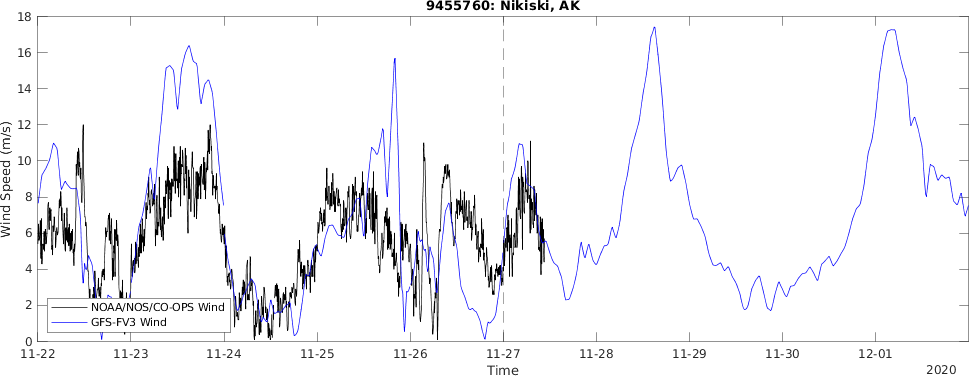 9455760: Nikiski, AK
Wind Speed (m/s)
18
16
14
12
10
8
6
4
2
0
NOAA/NOS/CO-OPS Wind
GFS-FV3 Wind
11-22 11-23 11-24 11-25 11-26 11-27 11-28 11-29 11-30 12-01
Time
2020